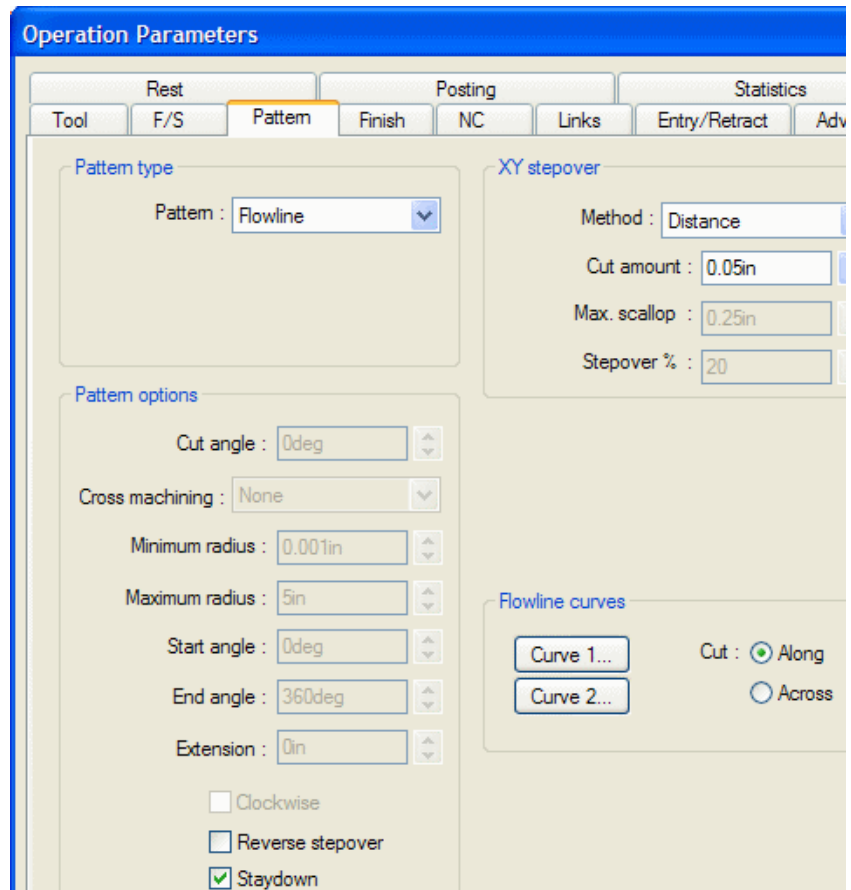 Operation Parameters
Rest Posting Statistics
Tool F/S Pattern Finish NC Links Entry/Retract Adv
Pattern type
Pattern : Flowline
XY stepover
Method : Distance
Cut amount : 0.05in
Max. scallop : 0.25in
Stepover % : 20
Pattern options
Cut angle : 0deg
Cross machining : None
Minimum radius : 0.001in
Maximum radius : 5in
Start angle : 0deg
End angle : 360deg
Extension : 0in
Clockwise
Reverse stepover
Staydown
Flowline curves
Curve 1... Cut : Along
Curve 2... Across